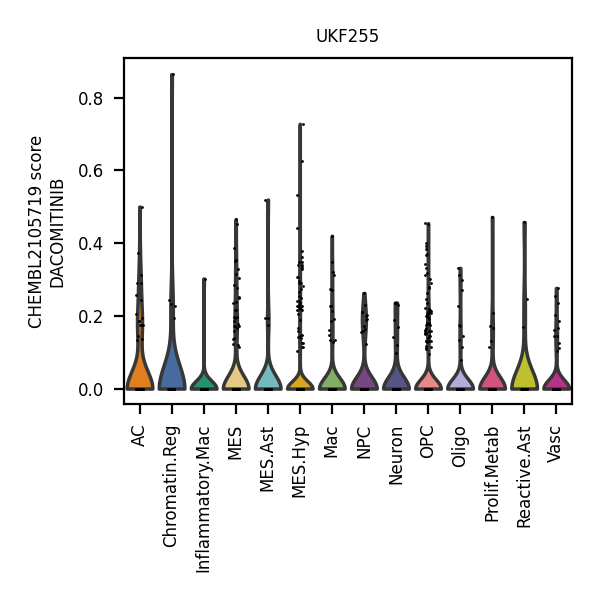 UKF255
CHEMBL2105719 score
DACOMITINIB
0.8
0.6
0.4
0.2
0.0
AC
Chromatin.Reg
Inflammatory.Mac
MES
MES.Ast
MES.Hyp
Mac
NPC
Neuron
OPC
Oligo
Prolif.Metab
Reactive.Ast
Vasc